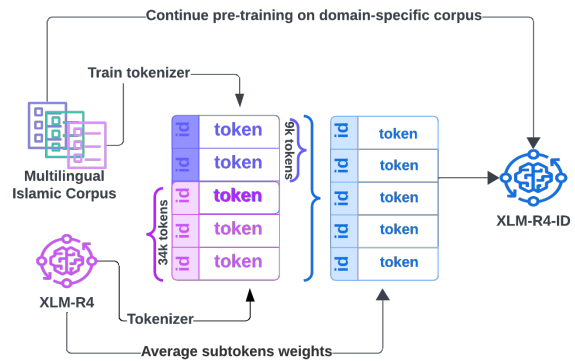 Continue pre-training on domain-specific corpus
Train tokenizer
Multilingual
Islamic Corpus
id token
id token
id token
id token
id token
9k tokens
34k tokens
id token
id token
id token
id token
id token
XLM-R4-ID
XLM-R4
Tokenizer
Average subtokens weights